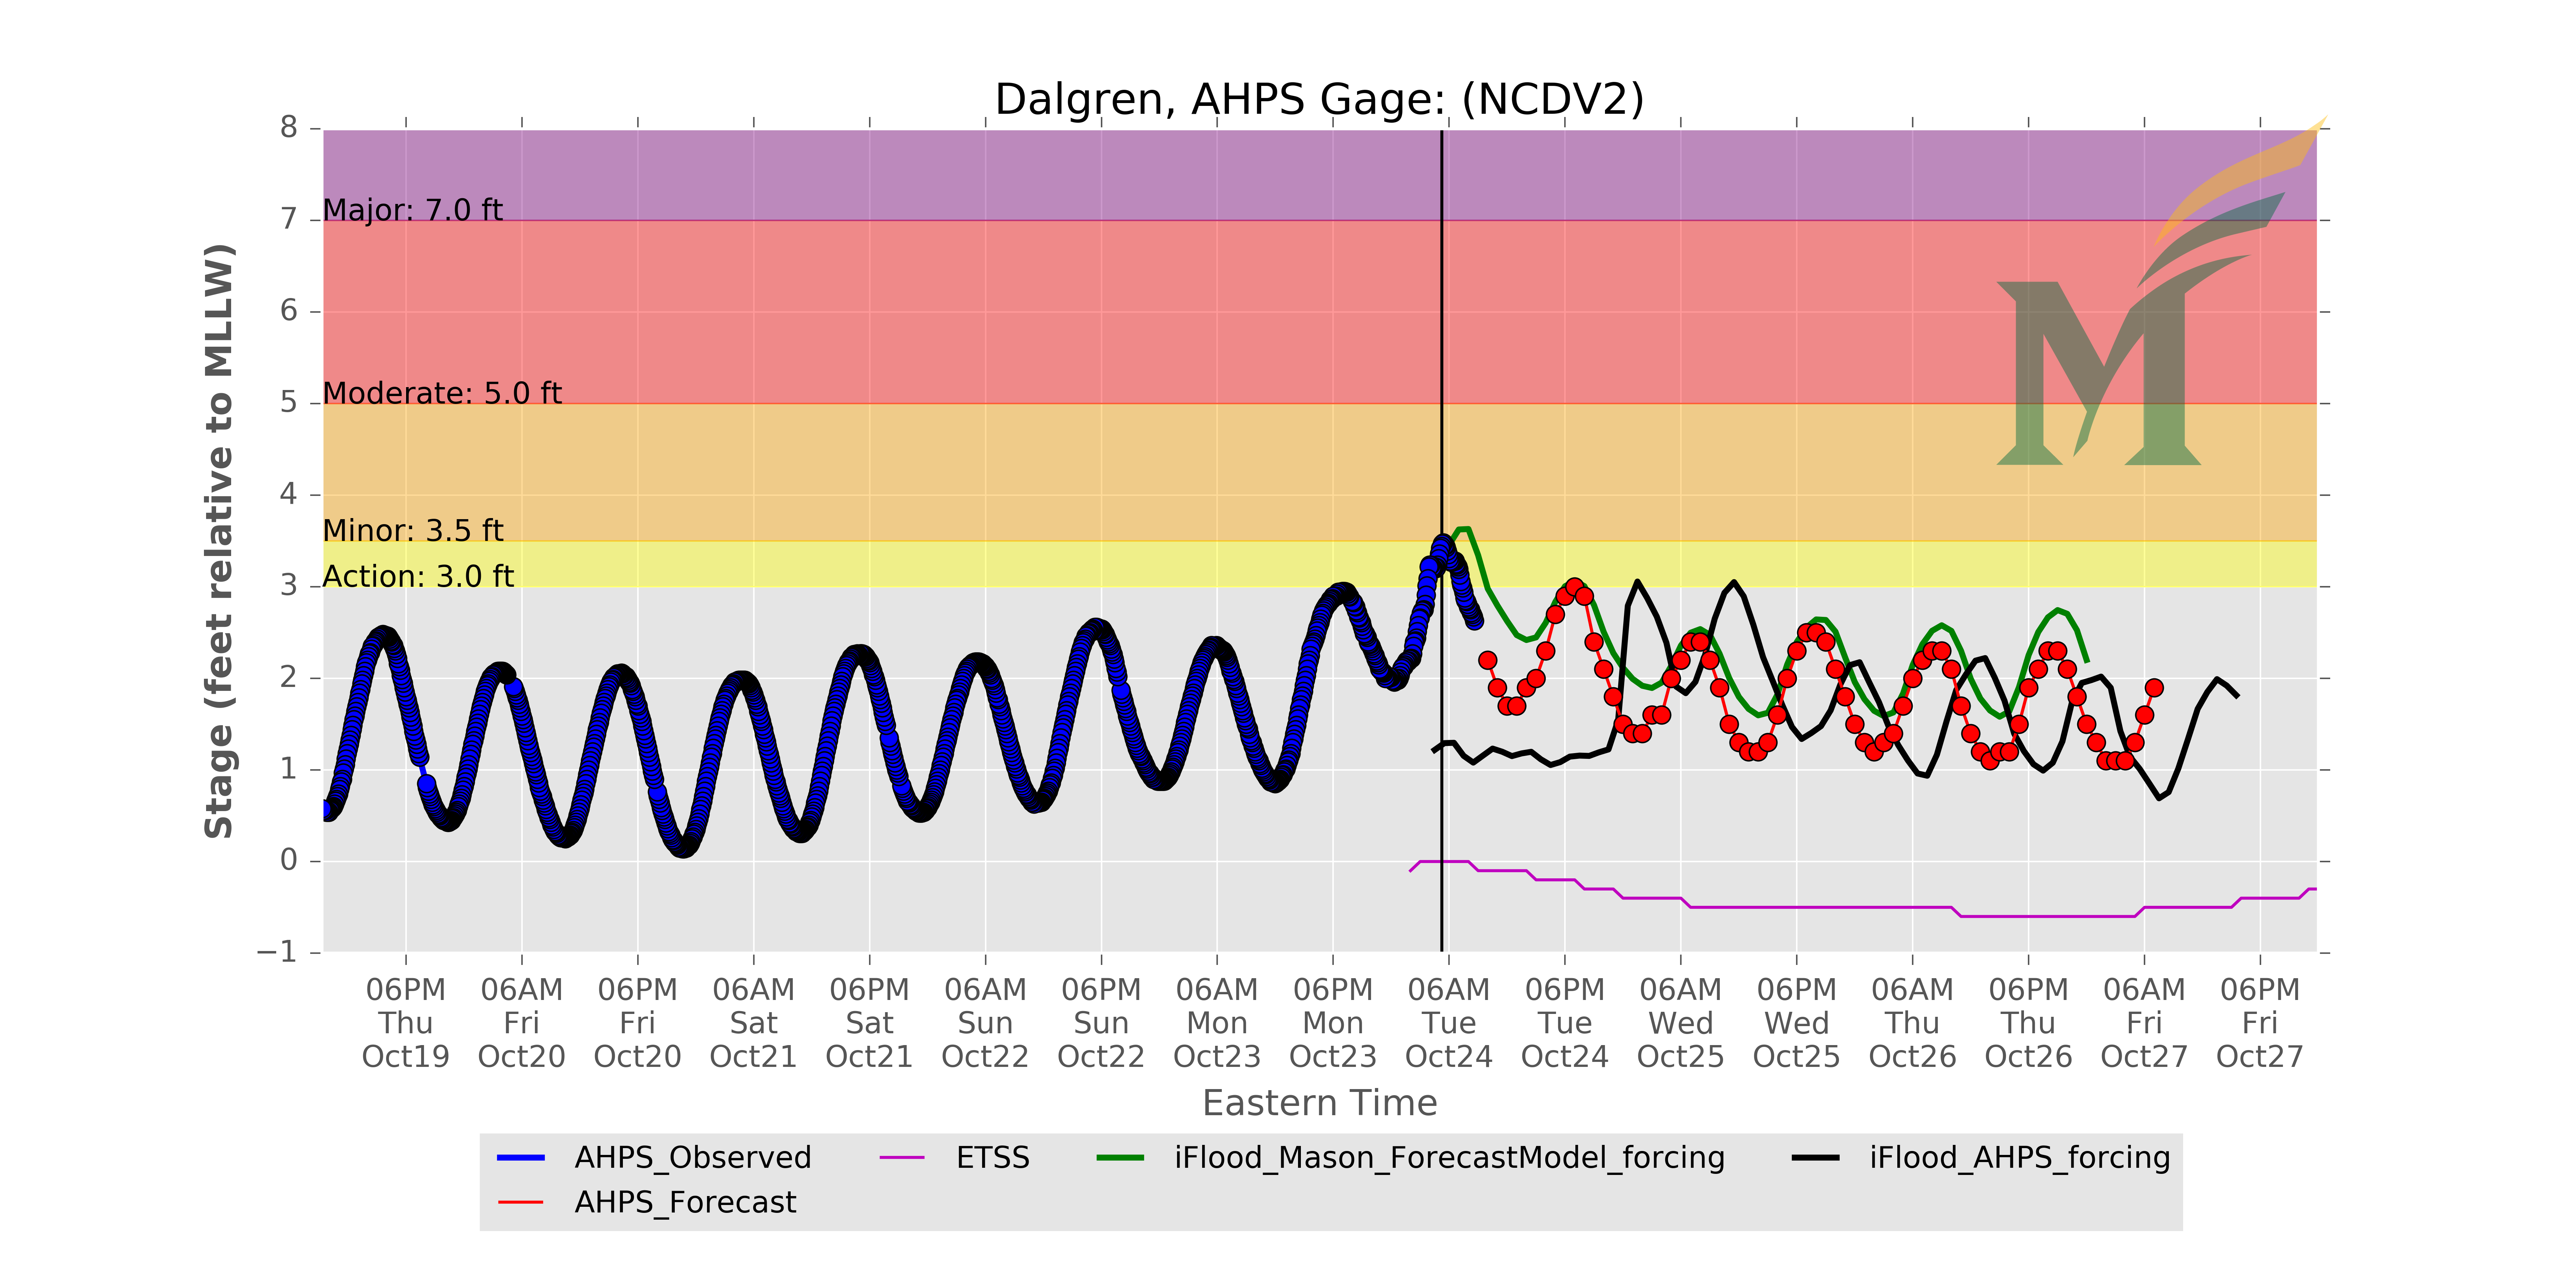 Dalgren, AHPS Gage: (NCDV2)
8
7
6
5
4
3
2
1
0
−1
Stage (feet relative to MLLW)
Major: 7.0 ft
Moderate: 5.0 ft
Minor: 3.5 ft
Action: 3.0 ft
M
06PM 06AM 06PM 06AM 06PM 06AM 06PM 06AM 06PM 06AM 06PM 06AM 06PM 06AM 06PM 06AM 06PM
Thu Fri Fri Sat Sat Sun Sun Mon Mon Tue Tue Wed Wed Thu Thu Fri Fri
Oct19 Oct20 Oct20 Oct21 Oct21 Oct22 Oct22 Oct23 Oct23 Oct24 Oct24 Oct25 Oct25 Oct26 Oct26 Oct27 Oct27
Eastern Time
AHPS_Observed ETSS iFlood_Mason_ForecastModel_forcing iFlood_AHPS_forcing
AHPS_Forecast